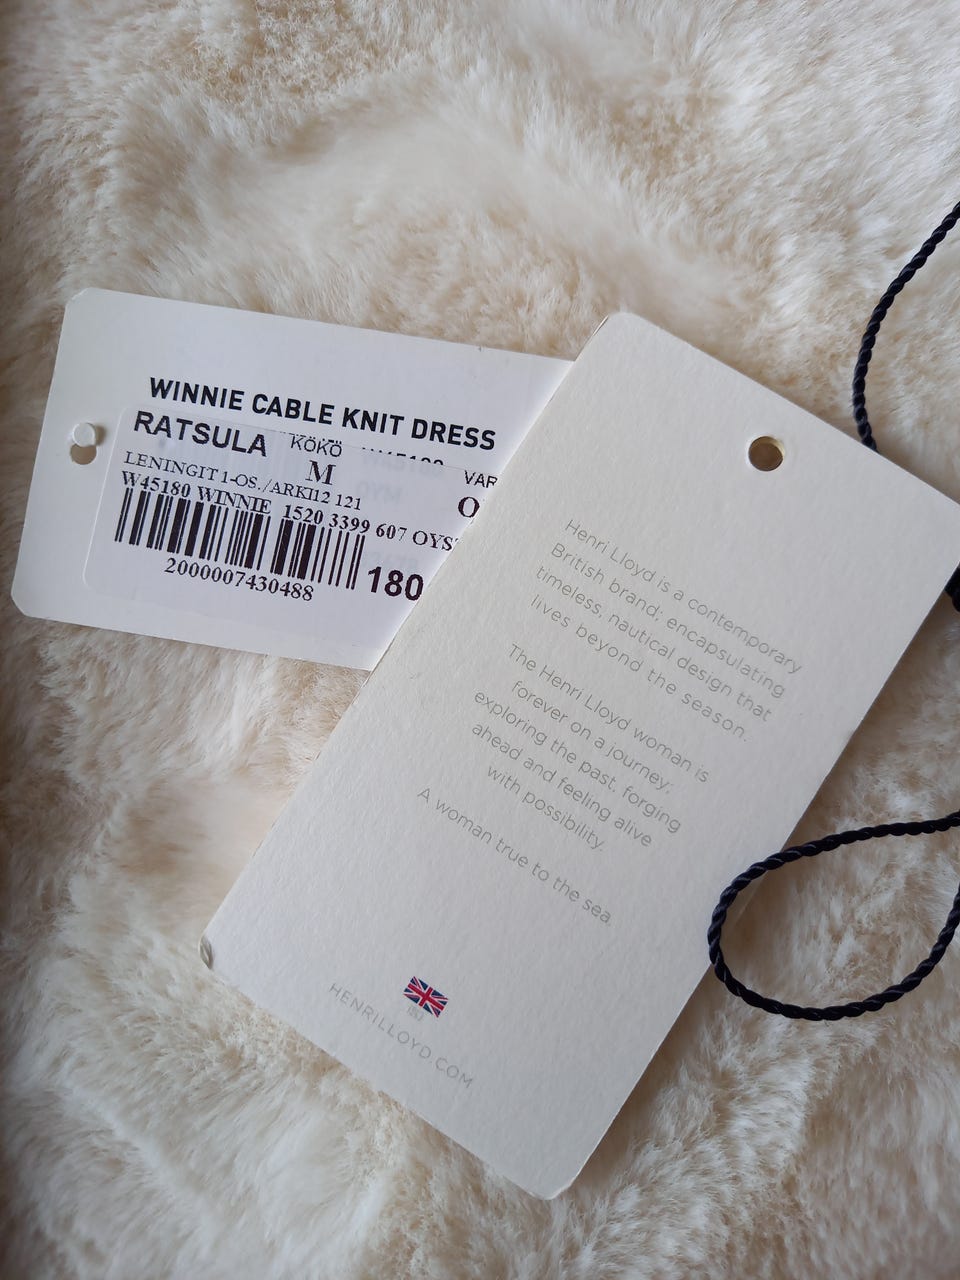 WINNIE CABLE KNIT DRESS
RATSULA KÖKÖ VAR
LENINGIT 1-OS./ARKI12 121 M
W45180 WINNIE 1520 3399 607 OYS
2000007430488 180
Henri Lloyd is a contemporary
British brand; encapsulating
timeless, nautical design that
lives beyond the season.
The Henri Lloyd woman is
forever on a journey;
exploring the past, forging
ahead and feeling alive
with possibility.
A woman true to the sea.
HENRILLOYD.COM